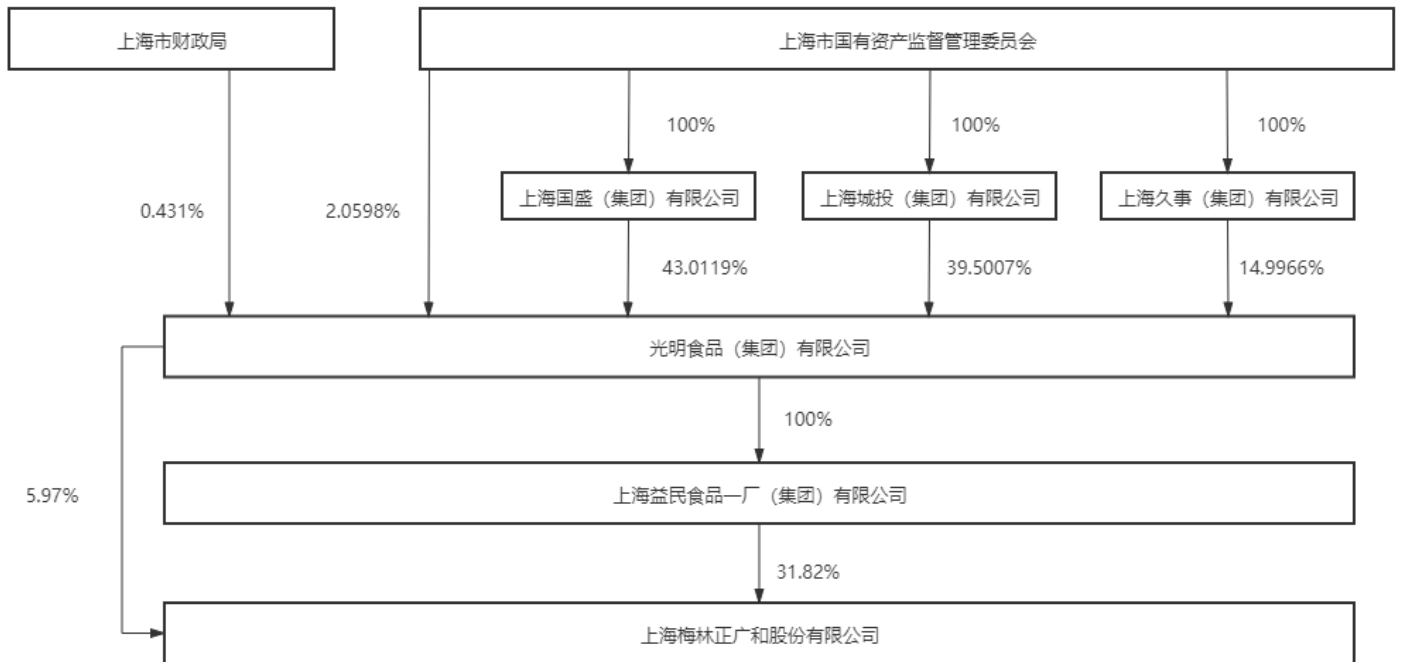 上海市财政局
上海市国有资产监督管理委员会
100%
100%
100%
上海国盛（集团）有限公司
上海城投（集团）有限公司
上海久事（集团）有限公司
0.431%
2.0598%
43.0119%
39.5007%
14.9966%
光明食品（集团）有限公司
100%
上海益民食品一厂（集团）有限公司
5.97%
31.82%
上海梅林正广和股份有限公司